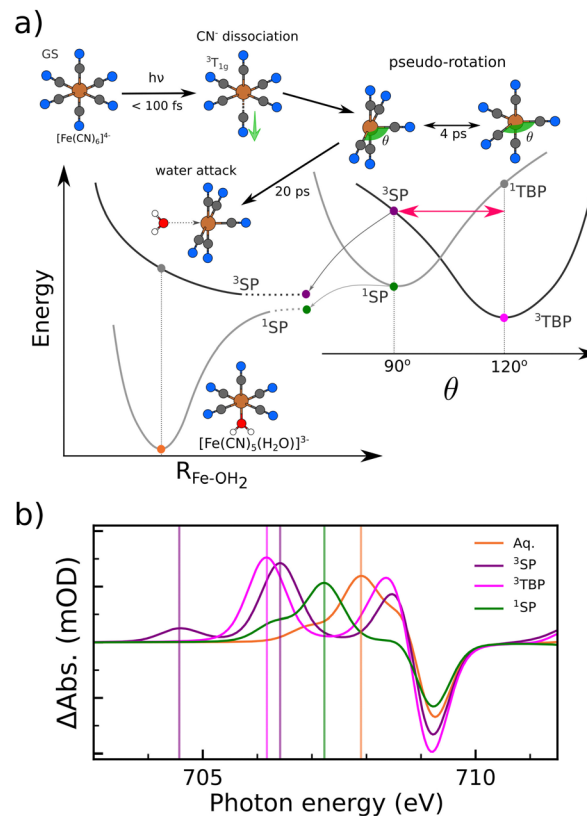 a)
CN⁻ dissociation
GS
³T₁g
hν
< 100 fs
[Fe(CN)₆]⁴⁻
pseudo-rotation
θ
4 ps
θ
water attack
20 ps
³SP
¹TBP
³SP
¹SP
¹SP
³TBP
Energy
90°
120°
θ
[Fe(CN)₅(H₂O)]³⁻
R Fe-OH₂
b)
Aq.
³SP
³TBP
¹SP
ΔAbs. (mOD)
705
710
Photon energy (eV)